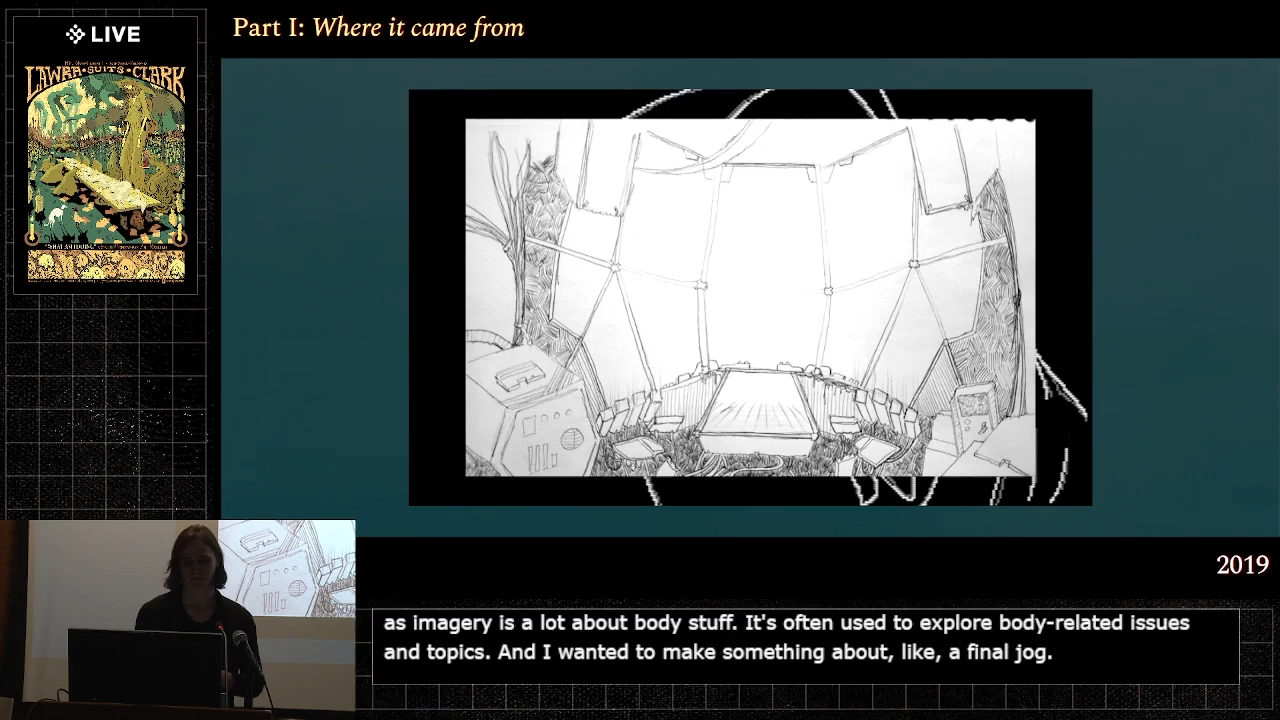 LIVE
Part I: Where it came from
LAWRA·SUITS·CLARK
2019
as imagery is a lot about body stuff. It's often used to explore body-related issues
and topics. And I wanted to make something about, like, a final jog.